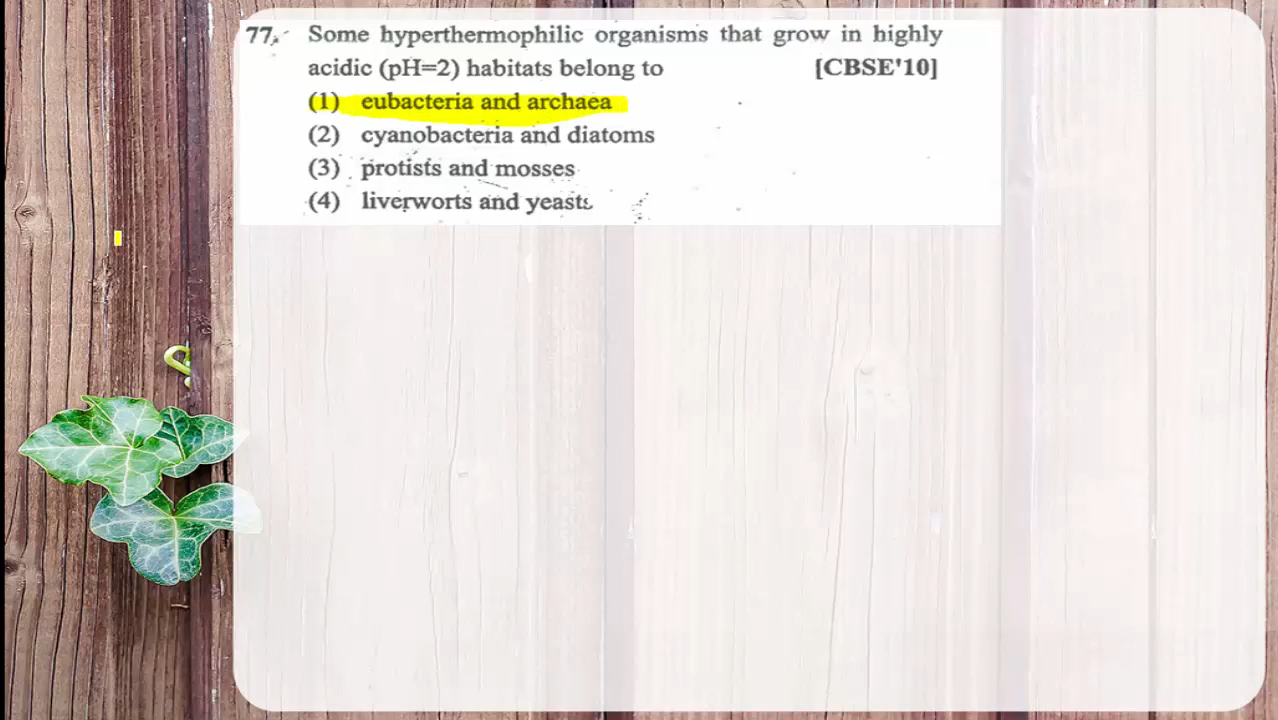 77. Some hyperthermophilic organisms that grow in highly
acidic (pH=2) habitats belong to [CBSE'10]
(1) eubacteria and archaea
(2) cyanobacteria and diatoms
(3) protists and mosses
(4) liverworts and yeasts